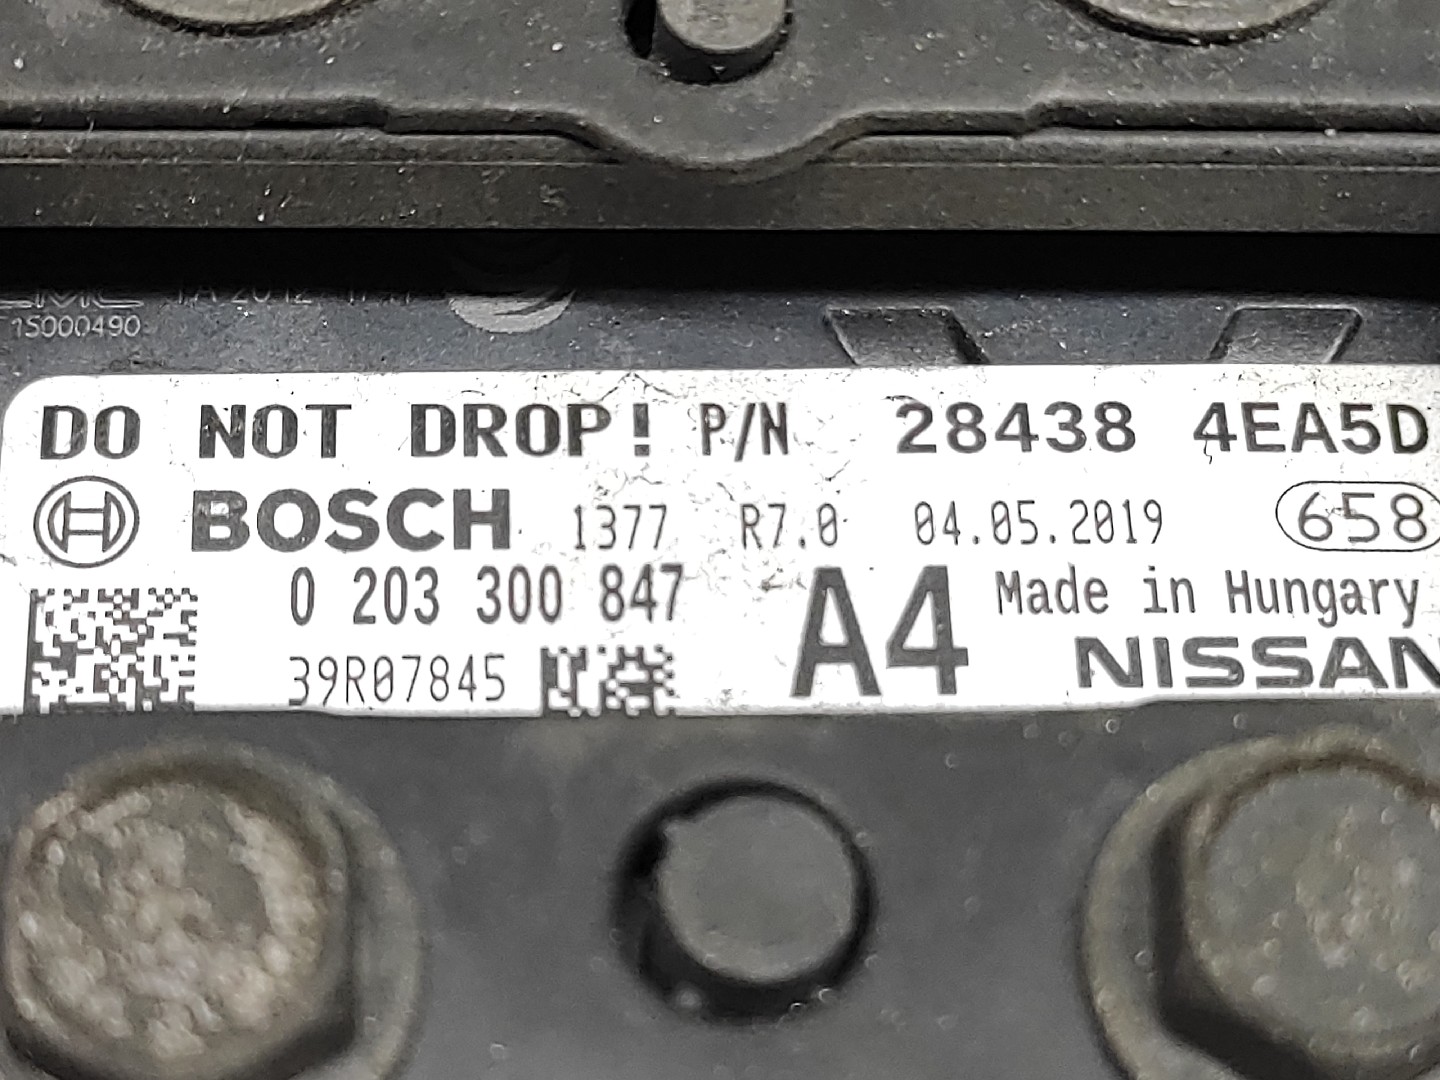 15000490
DO NOT DROP! P/N 28438 4EA5D
BOSCH 1377 R7.0 04.05.2019 658
0 203 300 847 A4 Made in Hungary
39R07845 NISSAN